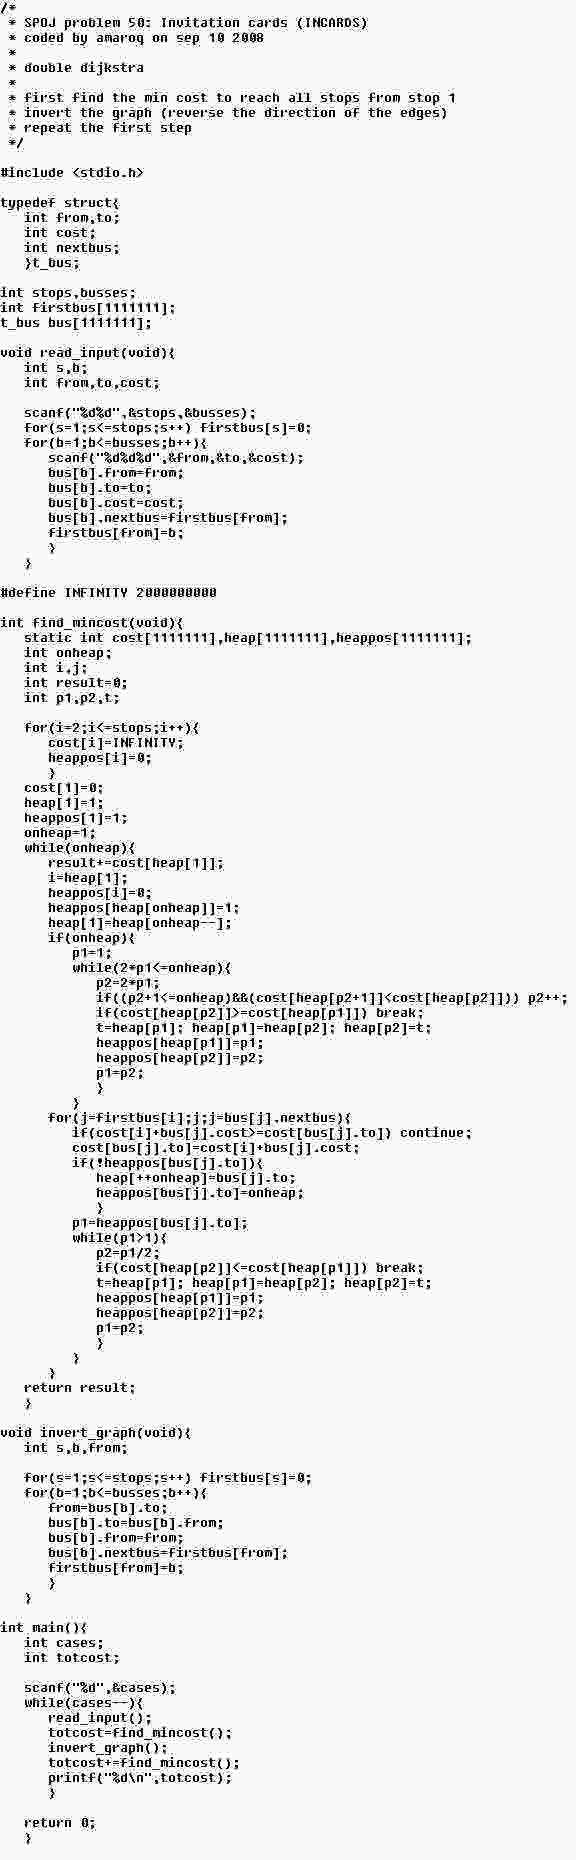 /*
 * SPOJ problem 50: Invitation cards (INCARDS)
 * coded by amaroq on sep 10 2008
 *
 * double dijkstra
 *
 * first find the min cost to reach all stops from stop 1
 * invert the graph (reverse the direction of the edges)
 * repeat the first step
 */

#include <stdio.h>

typedef struct{
   int from,to;
   int cost;
   int nextbus;
   }t_bus;

int stops,busses;
int firstbus[1111111];
t_bus bus[1111111];

void read_input(void){
   int s,b;
   int from,to,cost;

   scanf("%d%d",&stops,&busses);
   for(s=1;s<=stops;s++) firstbus[s]=0;
   for(b=1;b<=busses;b++){
      scanf("%d%d%d",&from,&to,&cost);
      bus[b].from=from;
      bus[b].to=to;
      bus[b].cost=cost;
      bus[b].nextbus=firstbus[from];
      firstbus[from]=b;
      }
   }

#define INFINITY 2000000000

int find_mincost(void){
   static int cost[1111111],heap[1111111],heappos[1111111];
   int onheap;
   int i,j;
   int result=0;
   int p1,p2,t;

   for(i=2;i<=stops;i++){
      cost[i]=INFINITY;
      heappos[i]=0;
      }
   cost[1]=0;
   heap[1]=1;
   heappos[1]=1;
   onheap=1;
   while(onheap){
      result+=cost[heap[1]];
      i=heap[1];
      heappos[i]=0;
      heappos[heap[onheap]]=1;
      heap[1]=heap[onheap--];
      if(onheap){
         p1=1;
         while(2*p1<=onheap){
            p2=2*p1;
            if((p2+1<=onheap)&&(cost[heap[p2+1]]<cost[heap[p2]])) p2++;
            if(cost[heap[p2]]>=cost[heap[p1]]) break;
            t=heap[p1]; heap[p1]=heap[p2]; heap[p2]=t;
            heappos[heap[p1]]=p1;
            heappos[heap[p2]]=p2;
            p1=p2;
            }
         }
      for(j=firstbus[i];j;j=bus[j].nextbus){
         if(cost[i]+bus[j].cost>=cost[bus[j].to]) continue;
         cost[bus[j].to]=cost[i]+bus[j].cost;
         if(!heappos[bus[j].to]){
            heap[++onheap]=bus[j].to;
            heappos[bus[j].to]=onheap;
            }
         p1=heappos[bus[j].to];
         while(p1>1){
            p2=p1/2;
            if(cost[heap[p2]]<=cost[heap[p1]]) break;
            t=heap[p1]; heap[p1]=heap[p2]; heap[p2]=t;
            heappos[heap[p1]]=p1;
            heappos[heap[p2]]=p2;
            p1=p2;
            }
         }
      }
   return result;
   }

void invert_graph(void){
   int s,b,from;

   for(s=1;s<=stops;s++) firstbus[s]=0;
   for(b=1;b<=busses;b++){
      from=bus[b].to;
      bus[b].to=bus[b].from;
      bus[b].from=from;
      bus[b].nextbus=firstbus[from];
      firstbus[from]=b;
      }
   }

int main(){
   int cases;
   int totcost;

   scanf("%d",&cases);
   while(cases--){
      read_input();
      totcost=find_mincost();
      invert_graph();
      totcost+=find_mincost();
      printf("%d\n",totcost);
      }

   return 0;
   }